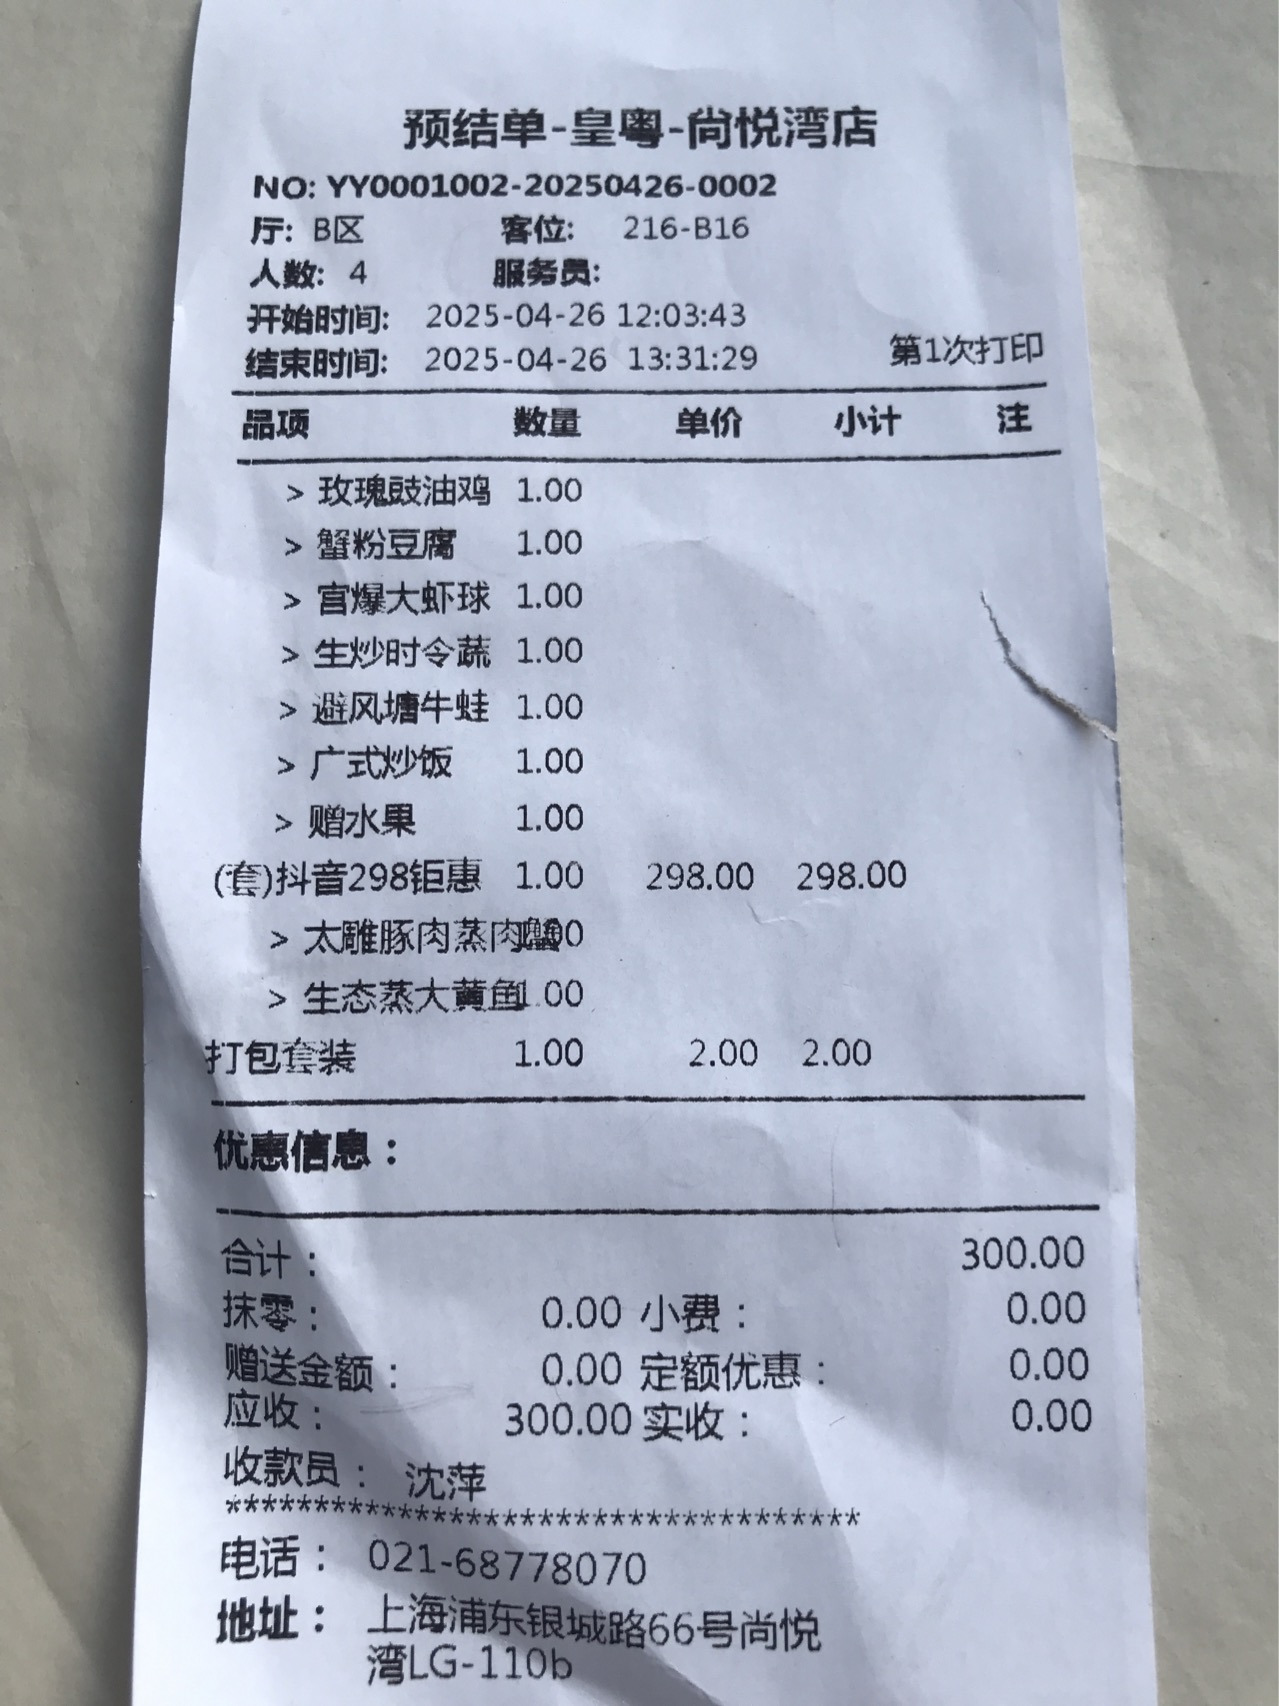 预结单-皇粤-尚悦湾店
NO: YY0001002-20250426-0002
厅: B区 客位: 216-B16
人数: 4 服务员:
开始时间: 2025-04-26 12:03:43
结束时间: 2025-04-26 13:31:29 第1次打印
品项 数量 单价 小计 注
> 玫瑰豉油鸡 1.00
> 蟹粉豆腐 1.00
> 宫爆大虾球 1.00
> 生炒时令蔬 1.00
> 避风塘牛蛙 1.00
> 广式炒饭 1.00
> 赠水果 1.00
(套)抖音298钜惠 1.00 298.00 298.00
> 太雕豚肉蒸肉蟹 1.00
> 生态蒸大黄鱼 1.00
打包套装 1.00 2.00 2.00
优惠信息：
合计： 300.00
抹零： 0.00 小费： 0.00
赠送金额： 0.00 定额优惠： 0.00
应收： 300.00 实收： 0.00
收款员： 沈萍
****************************************
电话： 021-68778070
地址： 上海浦东银城路66号尚悦
湾LG-110b